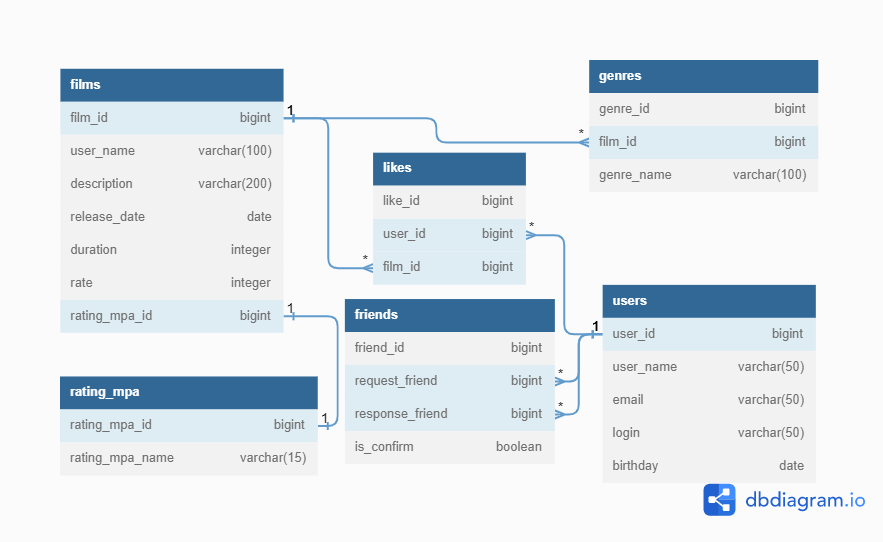 films
film_id bigint
user_name varchar(100)
description varchar(200)
release_date date
duration integer
rate integer
rating_mpa_id bigint
rating_mpa
rating_mpa_id bigint
rating_mpa_name varchar(15)
likes
like_id bigint
user_id bigint
film_id bigint
friends
friend_id bigint
request_friend bigint
response_friend bigint
is_confirm boolean
genres
genre_id bigint
film_id bigint
genre_name varchar(100)
users
user_id bigint
user_name varchar(50)
email varchar(50)
login varchar(50)
birthday date
1
*
*
1
1
*
1
*
*
dbdiagram.io